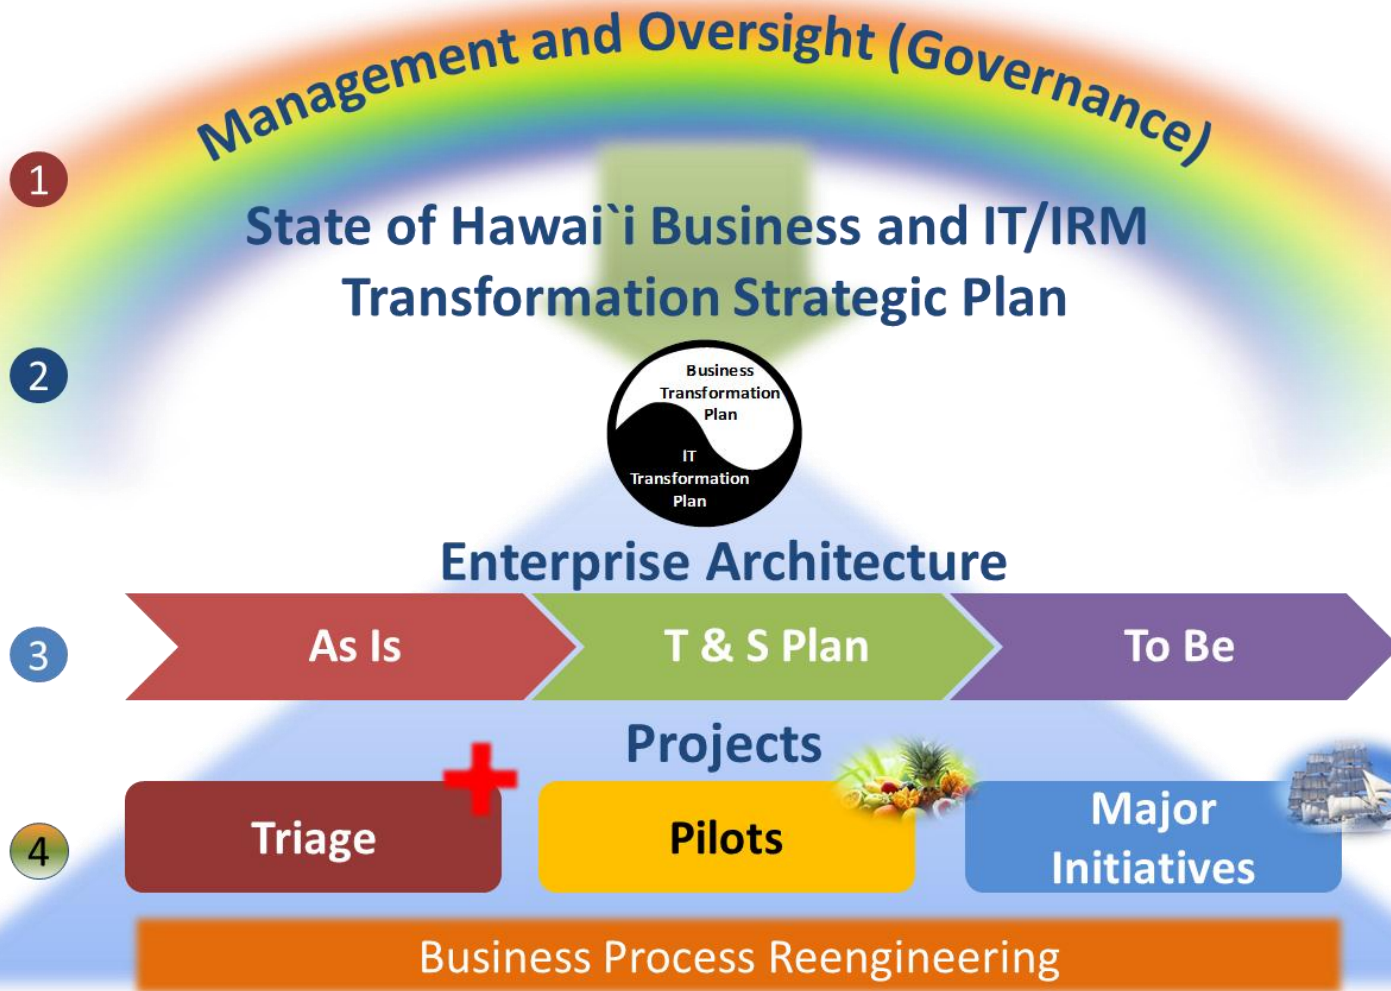 Management and Oversight (Governance)
1
State of Hawai`i Business and IT/IRM
Transformation Strategic Plan
2
Business
Transformation
Plan
IT
Transformation
Plan
Enterprise Architecture
3
As Is
T & S Plan
To Be
Projects
4
Triage
Pilots
Major
Initiatives
Business Process Reengineering